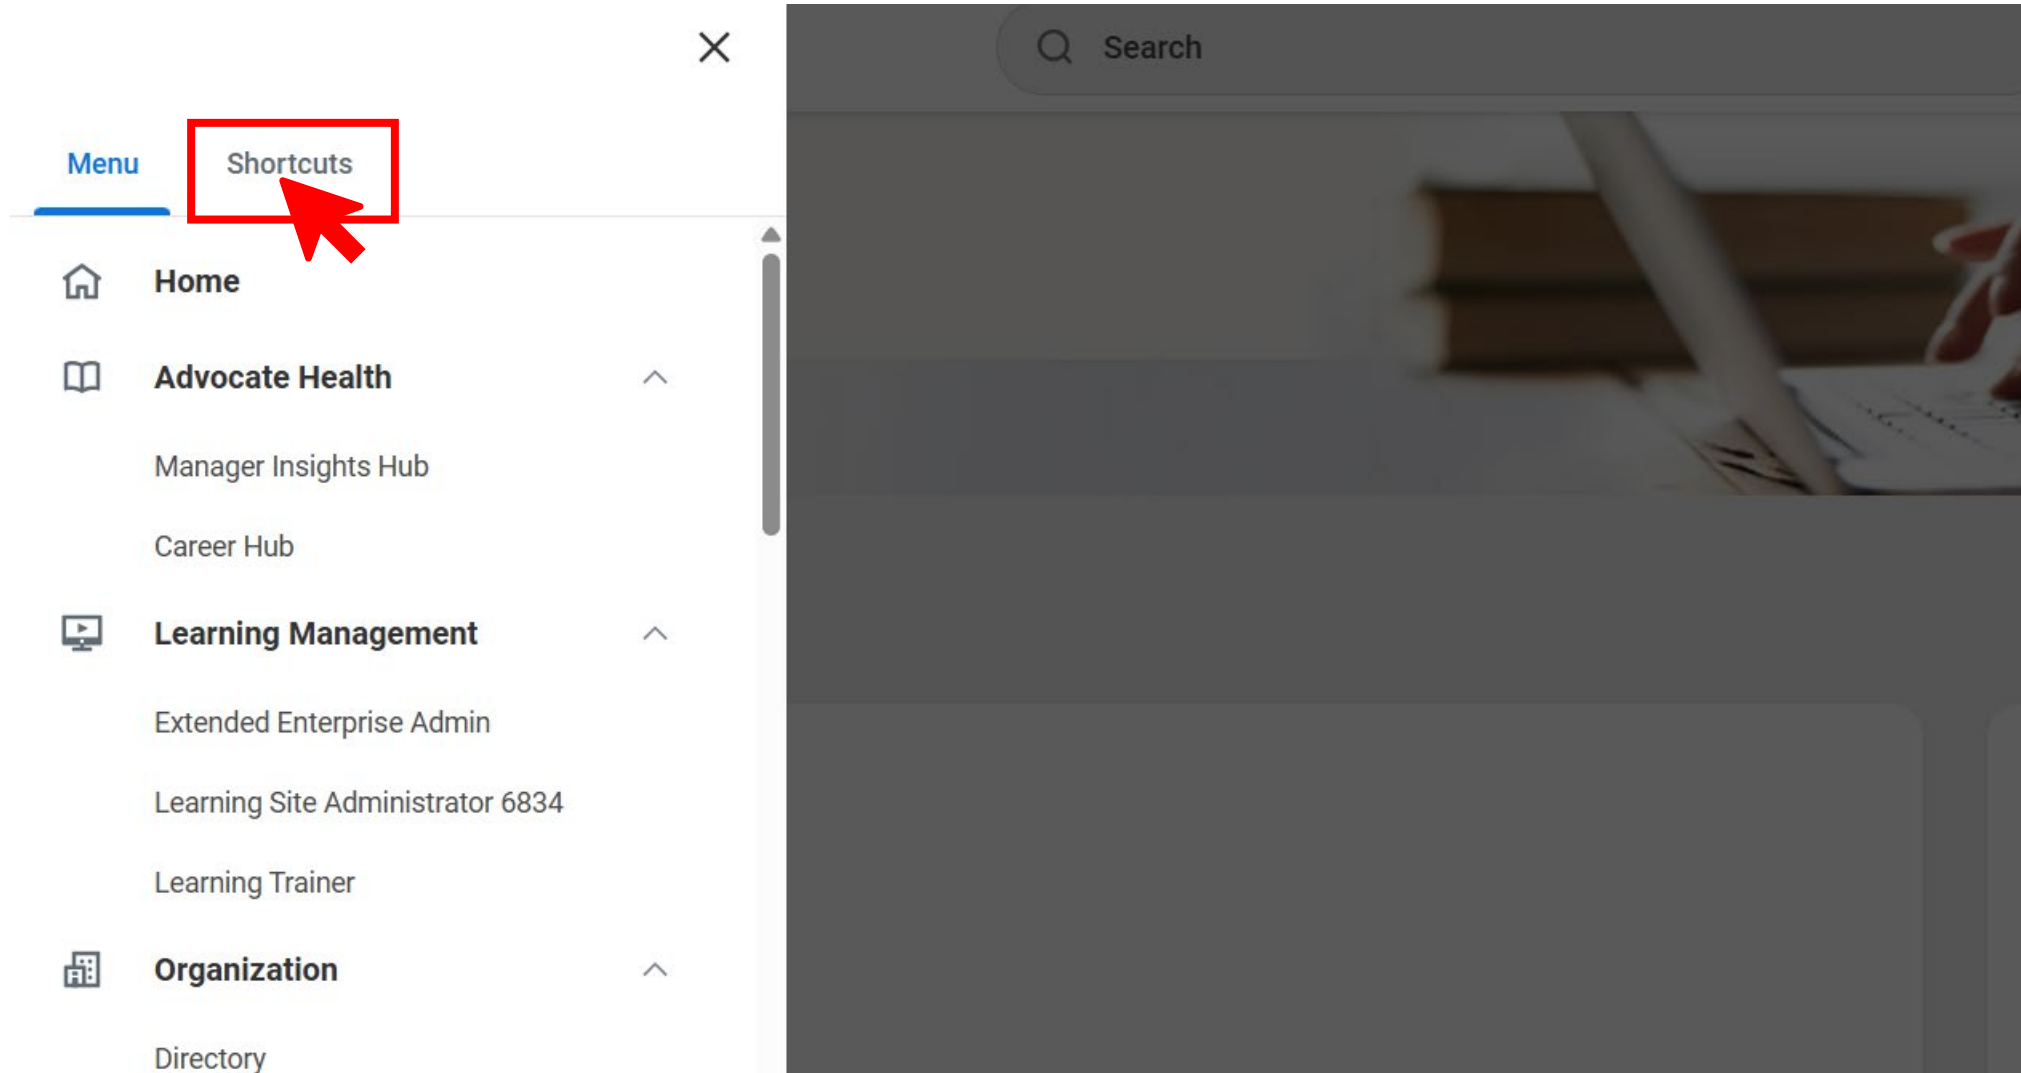 Search
Menu
Shortcuts
Home
Advocate Health
Manager Insights Hub
Career Hub
Learning Management
Extended Enterprise Admin
Learning Site Administrator 6834
Learning Trainer
Organization
Directory